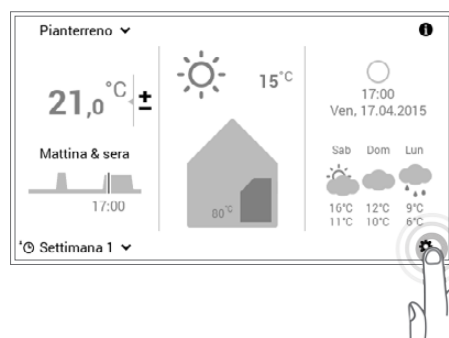 Pianterreno
21,0 °C ±
Mattina & sera
17:00
Settimana 1
15 °C
80 °C
17:00
Ven, 17.04.2015
Sab Dom Lun
16°C 12°C 9°C
11°C 10°C 6°C